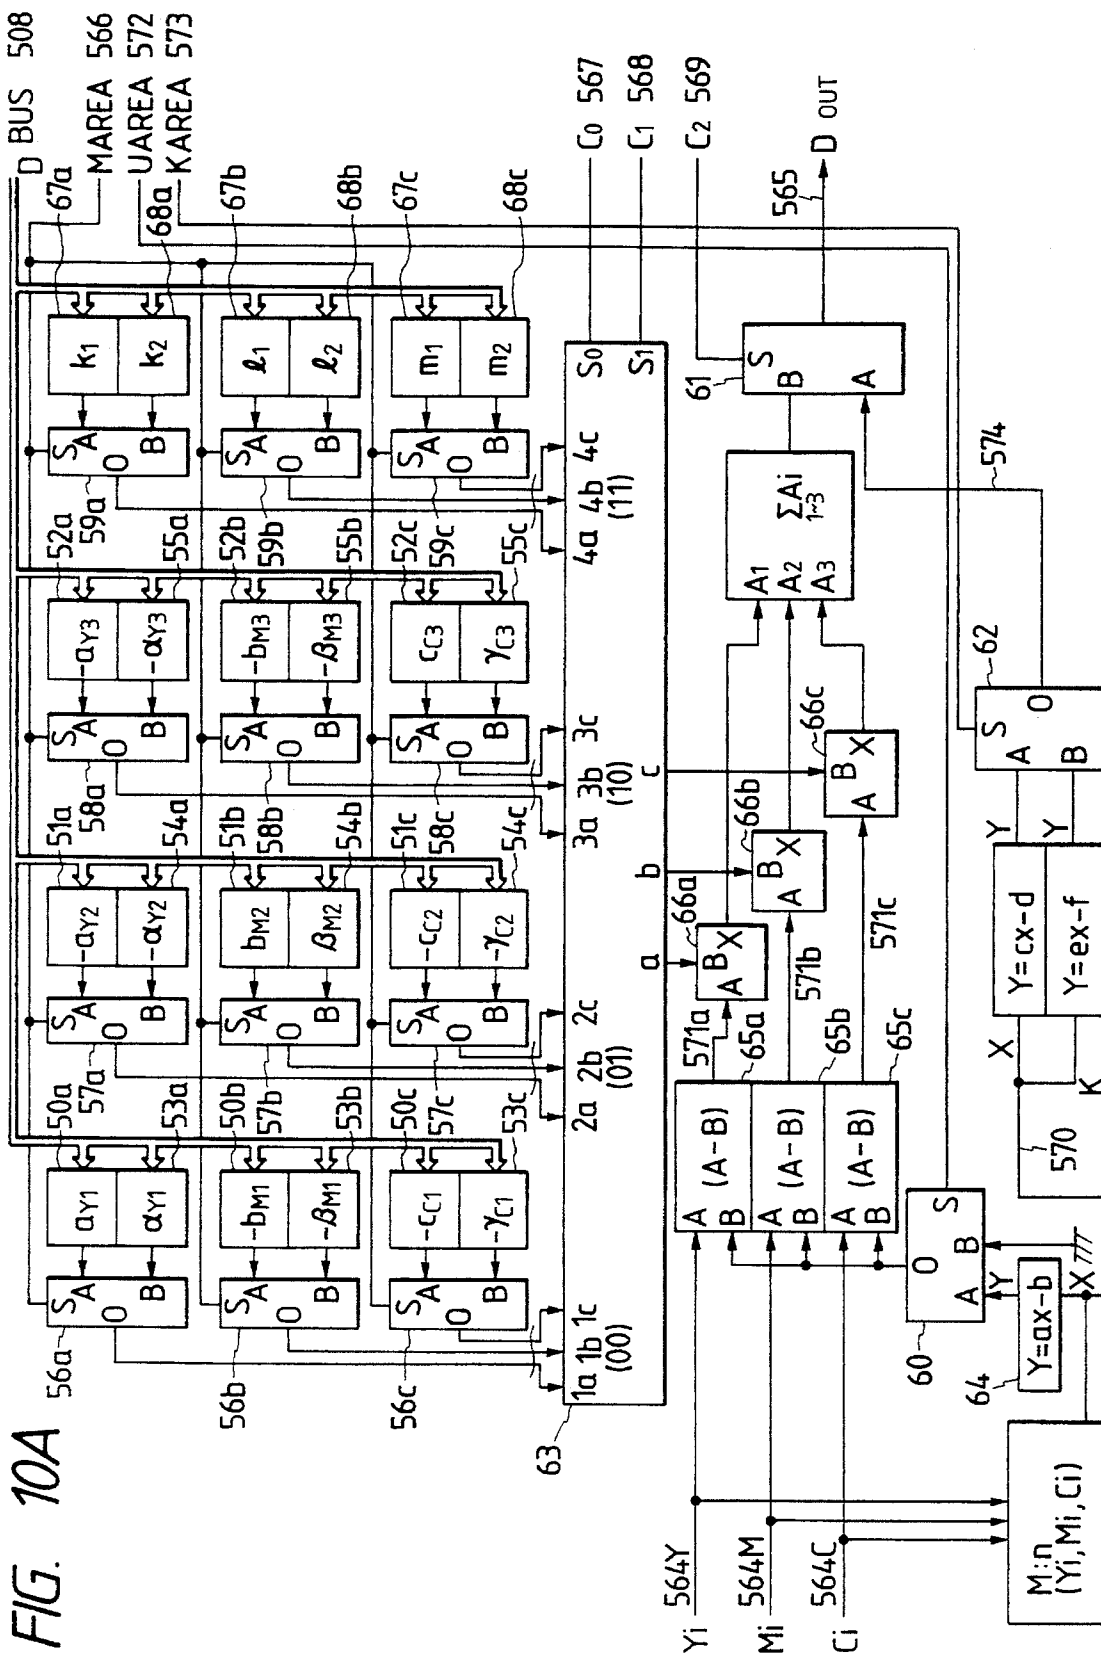 FIG. 10A
D BUS 508
MAREA 566
UAREA 572
KAREA 573
56a
S
A
O
B
aY1
αY1
50a
53a
57a
S
A
O
B
-aY2
-αY2
51a
54a
58a
S
A
O
B
-aY3
-αY3
52a
55a
59a
S
A
O
B
k1
k2
67a
68a
56b
S
A
O
B
-bM1
-βM1
50b
53b
57b
S
A
O
B
bM2
βM2
51b
54b
58b
S
A
O
B
-bM3
-βM3
52b
55b
59b
S
A
O
B
ℓ1
ℓ2
67b
68b
56c
S
A
O
B
-cC1
-γC1
50c
53c
57c
S
A
O
B
-cC2
-γC2
51c
54c
58c
S
A
O
B
cC3
γC3
52c
55c
59c
S
A
O
B
m1
m2
67c
68c
63
1a 1b 1c
(00)
2a 2b 2c
(01)
3a 3b 3c
(10)
4a 4b 4c
(11)
S0
S1
C0 567
C1 568
C2 569
a
b
c
66a
A
B
X
66b
A
B
X
66c
A
B
X
A1
A2
A3
ΣAi
1~3
61
S
B
A
565
D OUT
Yi
564Y
Mi
564M
Ci
564C
A
B
(A-B)
571a
65a
A
B
(A-B)
571b
65b
A
B
(A-B)
571c
65c
60
O
S
A
B
64
Y=ax-b
Y
X
Min
(Yi, Mi, Ci)
570
X
K
Y=cx-d
Y=ex-f
Y
Y
62
S
A
B
O
574